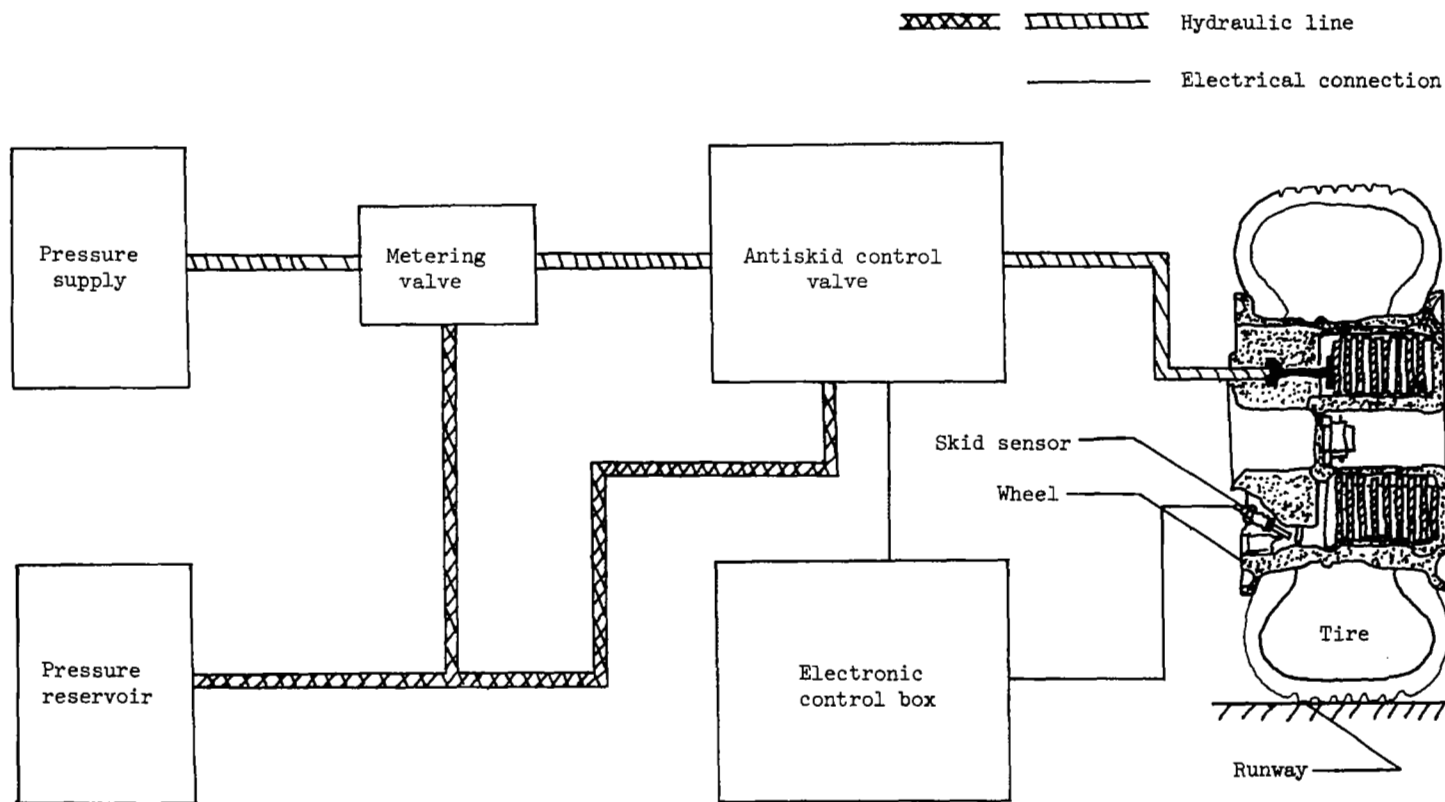 Hydraulic line
Electrical connection
Pressure
supply
Metering
valve
Antiskid control
valve
Skid sensor
Wheel
Pressure
reservoir
Electronic
control box
Tire
Runway